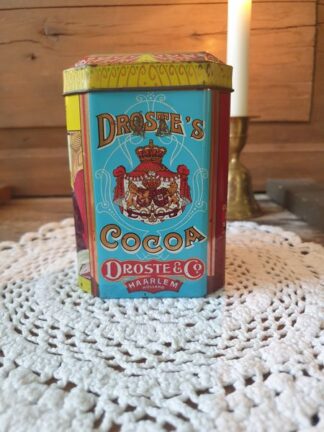 DROSTE'S
COCOA
DROSTE & Co.
HAARLEM
HOLLAND